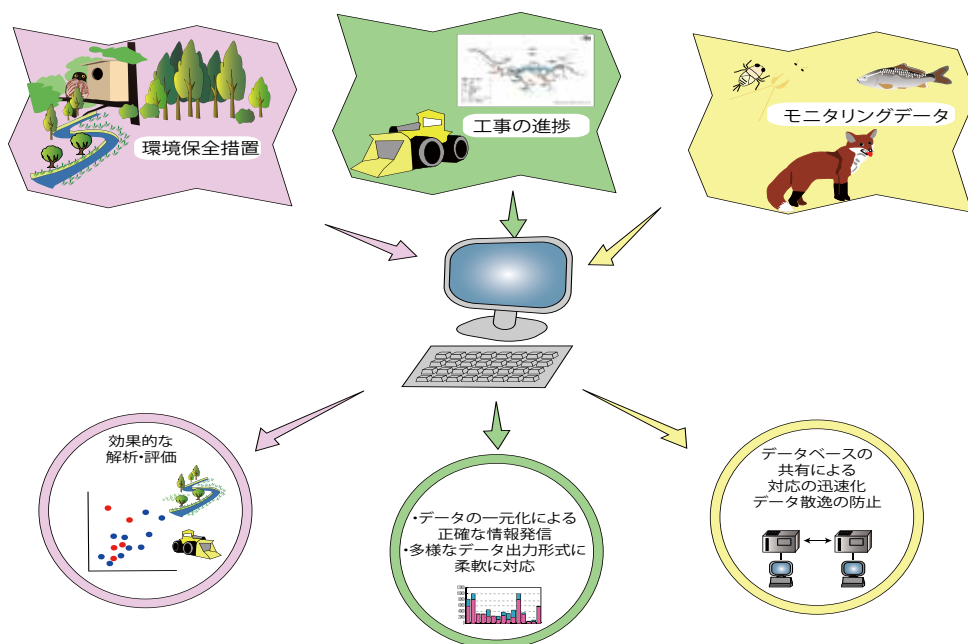 環境保全措置
工事の進捗
モニタリングデータ
効果的な
解析・評価
・データの一元化による
正確な情報発信
・多様なデータ出力形式に
柔軟に対応
データベースの
共有による
対応の迅速化
データ散逸の防止